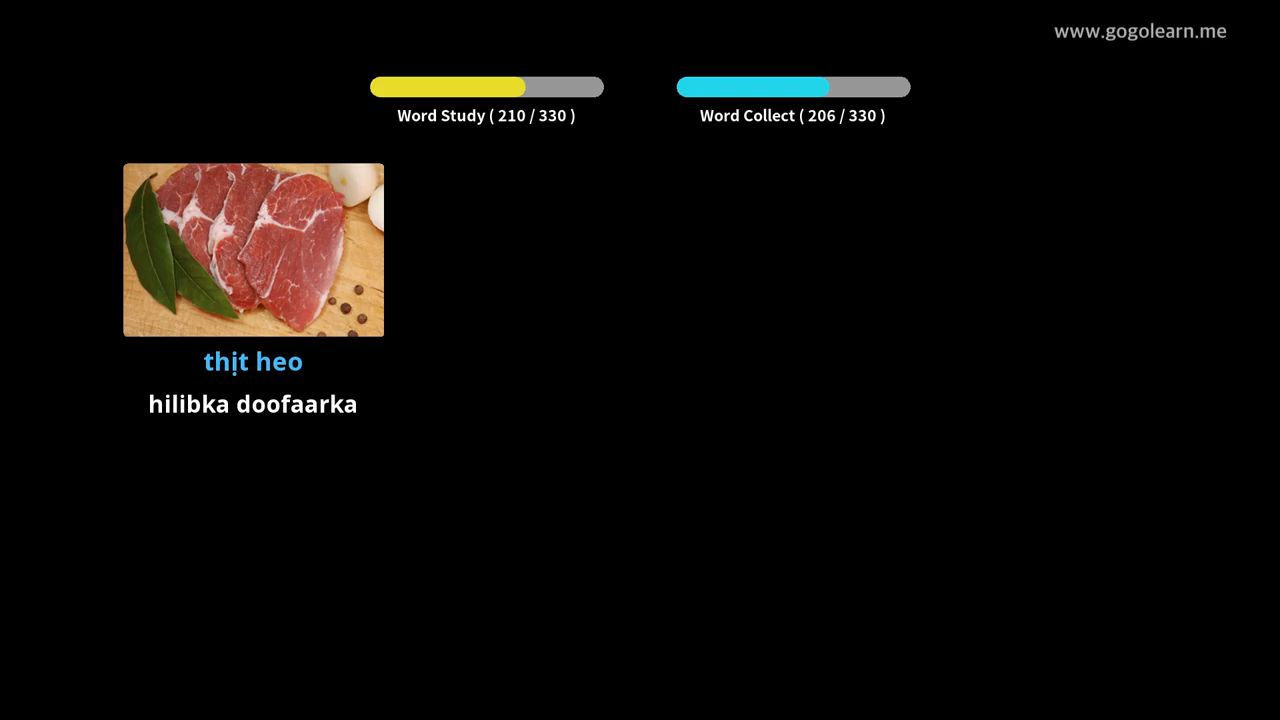 www.gogolearn.me
Word Study ( 210 / 330 )
Word Collect ( 206 / 330 )
thịt heo
hilibka doofaarka